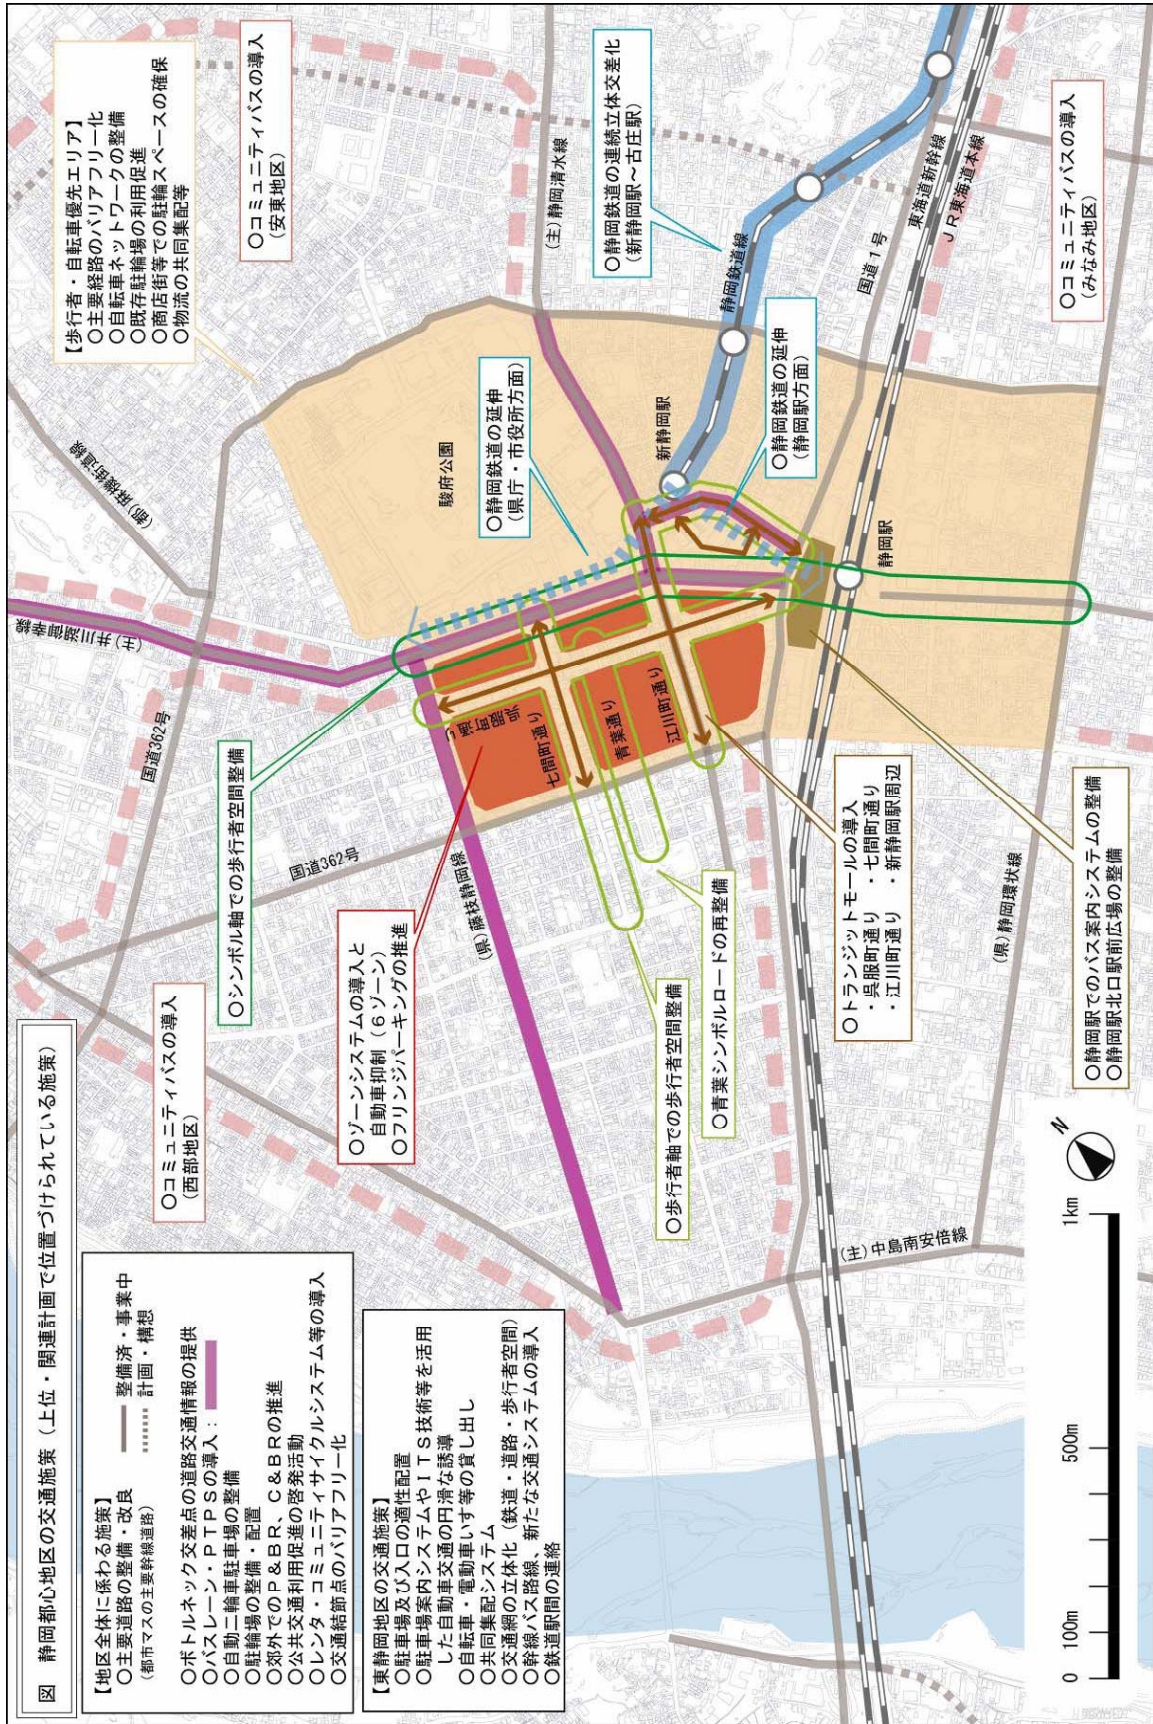 図　静岡都心地区の交通施策（上位・関連計画で位置づけられている施策）
【地区全体に係わる施策】
○主要道路の整備・改良
（都市マスの主要幹線道路）
整備済・事業中
計画・構想
○ボトルネック交差点の道路交通情報の提供
○バスレーン・ＰＴＰＳの導入：
○自動二輪車駐車場の整備
○駐輪場の整備・配置
○郊外でのＰ＆ＢＲ、Ｃ＆ＢＲの推進
○公共交通利用促進の啓発活動
○レンタ・コミュニティサイクルシステム等の導入
○交通結節点のバリアフリー化
【東静岡地区の交通施策】
○駐車場及び入口の適性配置
○駐車場案内システムやＩＴＳ技術等を活用
した自動車交通の円滑な誘導
○自転車・電動車いす等の貸し出し
○共同集配システム
○交通網の立体化（鉄道・道路・歩行者空間）
○幹線バス路線、新たな交通システムの導入
○鉄道駅間の連絡
○コミュニティバスの導入
（西部地区）
○シンボル軸での歩行者空間整備
○ゾーンシステムの導入と
自動車抑制（６ゾーン）
○フリンジパーキングの推進
○歩行者軸での歩行者空間整備
○青葉シンボルロードの再整備
○トランジットモールの導入
・呉服町通り　・七間町通り
・江川町通り　・新静岡駅周辺
○静岡駅でのバス案内システムの整備
○静岡駅北口駅前広場の整備
【歩行者・自転車優先エリア】
○主要経路のバリアフリー化
○自転車ネットワークの整備
○既存駐輪場の利用促進
○商店街等での駐輪スペースの確保
○物流の共同集配等
○コミュニティバスの導入
（安東地区）
○静岡鉄道の延伸
（県庁・市役所方面）
○静岡鉄道の連続立体交差化
（新静岡駅～古庄駅）
○静岡鉄道の延伸
（静岡駅方面）
○コミュニティバスの導入
（みなみ地区）
(主)井川湖御幸線
(都)麻機街道線
国道362号
国道362号
(県)藤枝静岡線
(主)静岡清水線
駿府公園
呉服町通り
七間町通り
青葉通り
江川町通り
新静岡駅
静岡鉄道線
静岡駅
国道１号
東海道新幹線
ＪＲ東海道本線
(県)静岡環状線
(主)中島南安倍線
0
100m
500m
1km
N